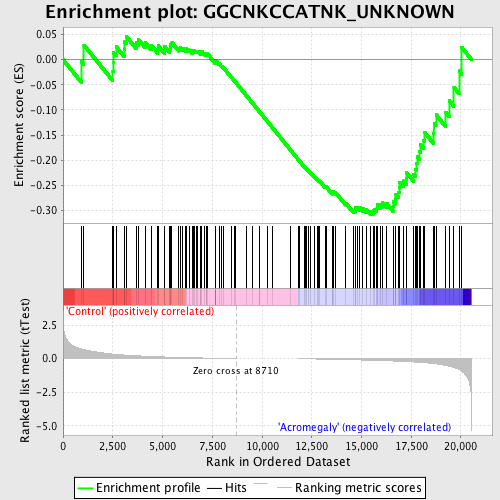 Enrichment plot: GGCNKCCATNK_UNKNOWN
Enrichment score (ES)
0.05
0.00
-0.05
-0.10
-0.15
-0.20
-0.25
-0.30
Ranked list metric (tTest)
'Control' (positively correlated)
2.5
0.0
-2.5
-5.0
Zero cross at 8710
'Acromegaly' (negatively correlated)
0
2,500
5,000
7,500
10,000
12,500
15,000
17,500
20,000
Rank in Ordered Dataset
Enrichment profile
Hits
Ranking metric scores